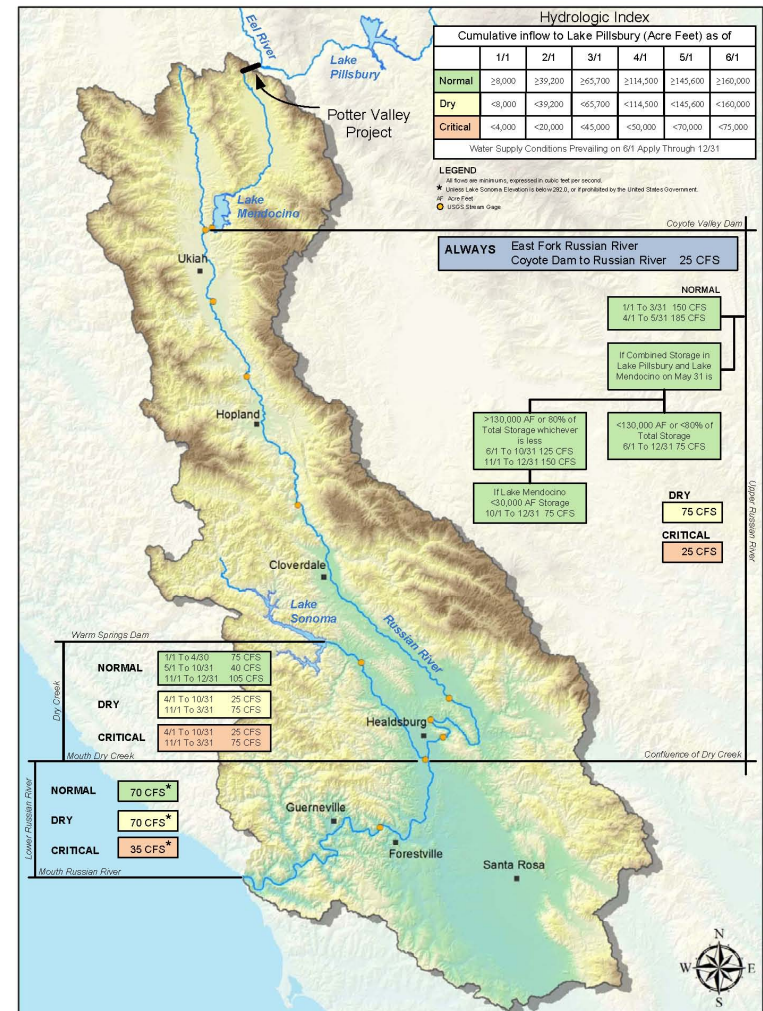 Hydrologic Index
Cumulative inflow to Lake Pillsbury (Acre Feet) as of
1/1 2/1 3/1 4/1 5/1 6/1
Normal ≥8,000 ≥39,200 ≥65,700 ≥114,500 ≥145,600 ≥160,000
Dry <8,000 <39,200 <65,700 <114,500 <145,600 <160,000
Critical <4,000 <20,000 <45,000 <50,000 <70,000 <75,000
Water Supply Conditions Prevailing on 6/1 Apply Through 12/31
LEGEND
All flows are minimums, expressed in cubic feet per second.
* Unless Lake Sonoma Elevation is below 292.0, or if prohibited by the United States Government.
AF Acre Feet
USGS Stream Gage
Eel River
Lake
Pillsbury
Potter Valley
Project
Lake
Mendocino
Coyote Valley Dam
Ukiah
ALWAYS East Fork Russian River
Coyote Dam to Russian River 25 CFS
NORMAL
1/1 To 3/31 150 CFS
4/1 To 5/31 185 CFS
If Combined Storage in
Lake Pillsbury and Lake
Mendocino on May 31 is
>130,000 AF or 80% of
Total Storage whichever
is less
6/1 To 10/31 125 CFS
11/1 To 12/31 150 CFS
<130,000 AF or <80% of
Total Storage
6/1 To 12/31 75 CFS
If Lake Mendocino
<30,000 AF Storage
10/1 To 12/31 75 CFS
DRY
75 CFS
CRITICAL
25 CFS
Upper Russian River
Hopland
Cloverdale
Lake
Sonoma
Russian River
Warm Springs Dam
Dry Creek
NORMAL
1/1 To 4/30 75 CFS
5/1 To 10/31 40 CFS
11/1 To 12/31 105 CFS
DRY
4/1 To 10/31 25 CFS
11/1 To 3/31 75 CFS
CRITICAL
4/1 To 10/31 25 CFS
11/1 To 3/31 75 CFS
Mouth Dry Creek
Healdsburg
Confluence of Dry Creek
Lower Russian River
NORMAL 70 CFS*
DRY 70 CFS*
CRITICAL 35 CFS*
Mouth Russian River
Guerneville
Forestville
Santa Rosa
N
W E
S